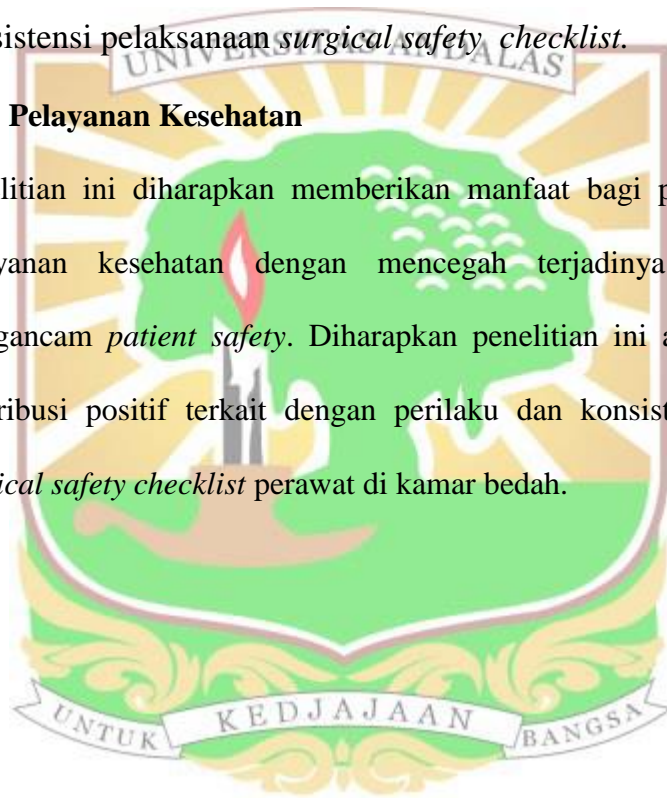 sistensi pelaksanaan surgical safety checklist.
UNIVERSITAS ANDALAS
Pelayanan Kesehatan
litian ini diharapkan memberikan manfaat bagi p
yanan kesehatan dengan mencegah terjadinya
gancam patient safety. Diharapkan penelitian ini a
ribusi positif terkait dengan perilaku dan konsist
ical safety checklist perawat di kamar bedah.
UNTUK KEDJAJAAN BANGSA